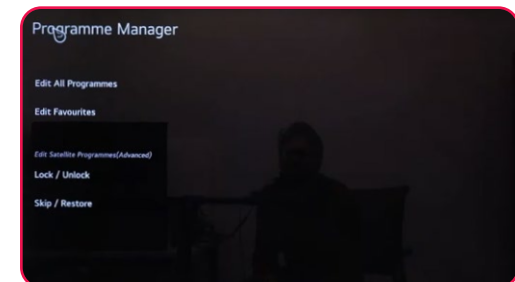 Programme Manager
Edit All Programmes
Edit Favourites
Edit Satellite Programmes(Advanced)
Lock / Unlock
Skip / Restore